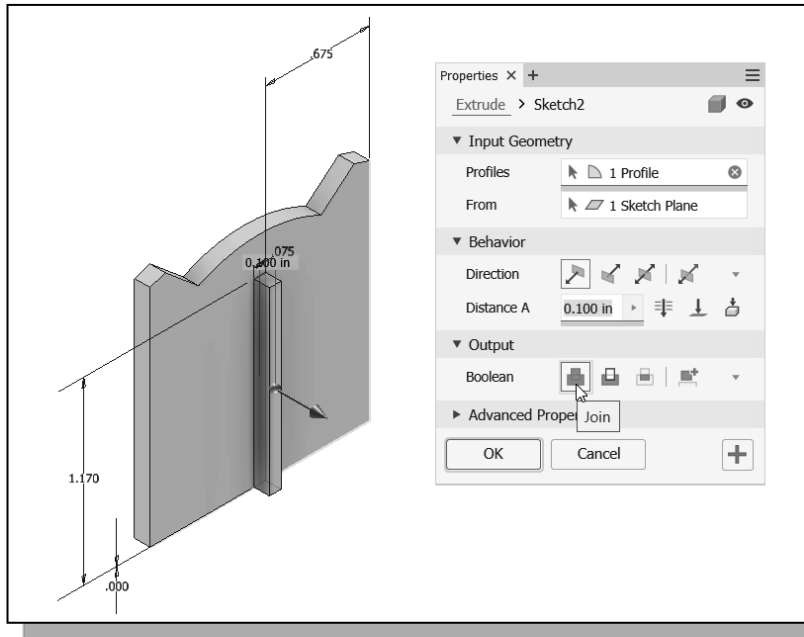 .675
.075
0.100 in
1.170
.000
Properties × +
Extrude > Sketch2
Input Geometry
Profiles 1 Profile
From 1 Sketch Plane
Behavior
Direction
Distance A 0.100 in
Output
Boolean
Advanced Proper
Join
OK Cancel